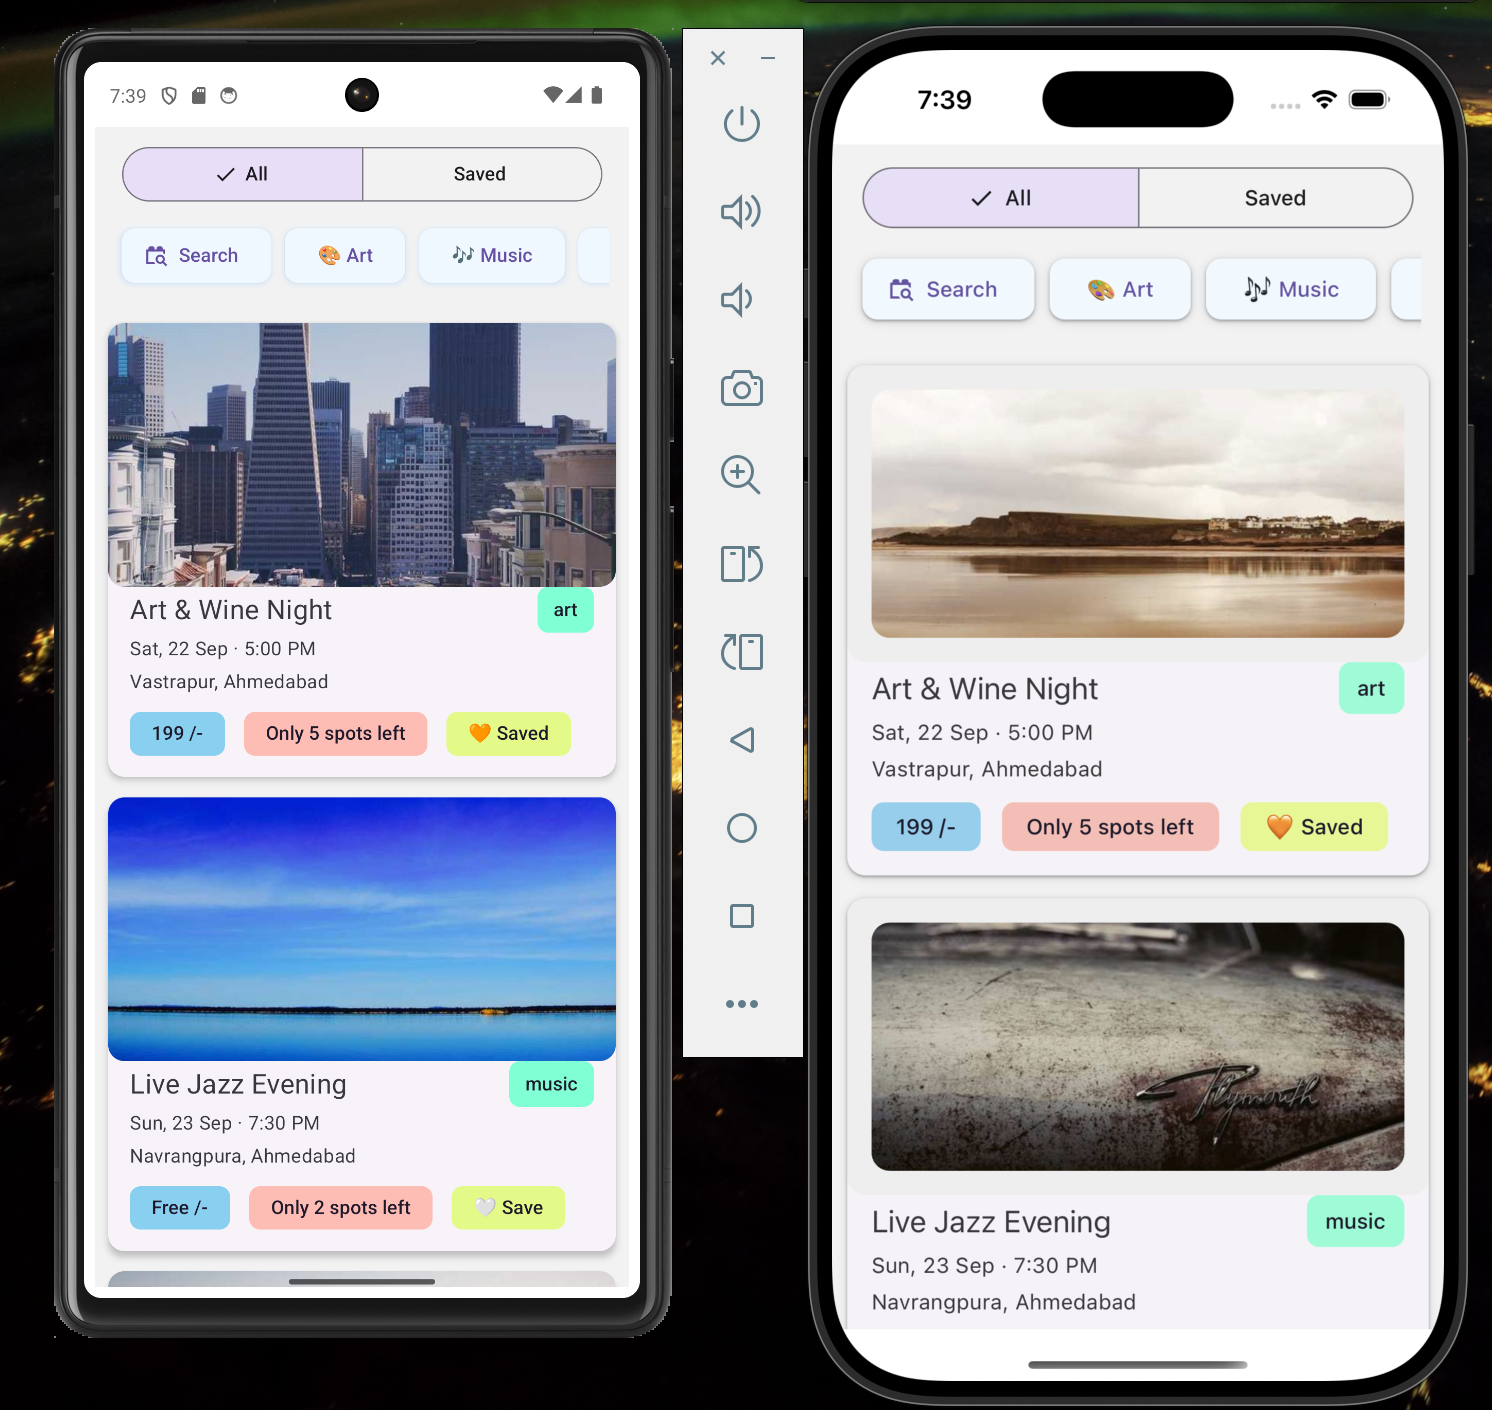 7:39
All
Saved
Search
🎨 Art
🎶 Music
Art & Wine Night
art
Sat, 22 Sep · 5:00 PM
Vastrapur, Ahmedabad
199 /-
Only 5 spots left
🧡 Saved
Live Jazz Evening
music
Sun, 23 Sep · 7:30 PM
Navrangpura, Ahmedabad
Free /-
Only 2 spots left
🤍 Save
7:39
All
Saved
Search
🎨 Art
🎶 Music
Art & Wine Night
art
Sat, 22 Sep · 5:00 PM
Vastrapur, Ahmedabad
199 /-
Only 5 spots left
🧡 Saved
Plymouth
Live Jazz Evening
music
Sun, 23 Sep · 7:30 PM
Navrangpura, Ahmedabad